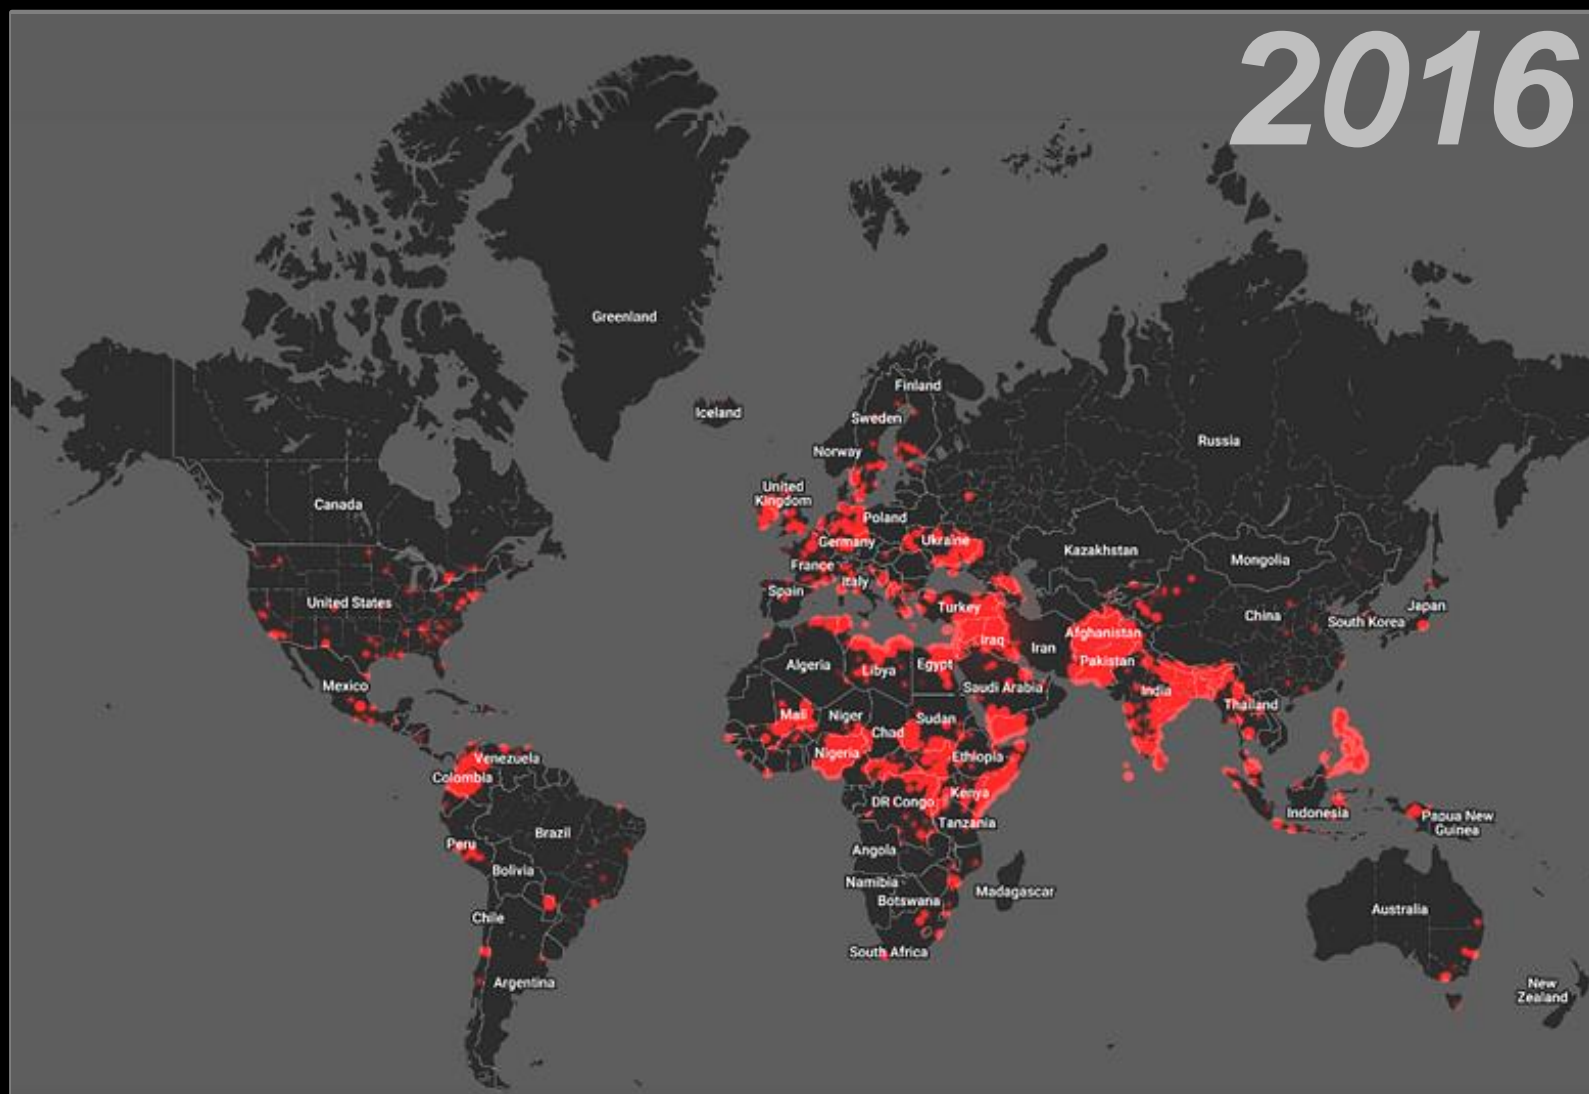 2016
Greenland
Finland
Iceland
Sweden
Russia
Norway
United
Kingdom
Canada
Poland
Germany
Ukraine
Kazakhstan
Mongolia
France
Italy
Spain
United States
Turkey
China
Japan
South Korea
Afghanistan
Iraq
Iran
Algeria
Libya
Egypt
Pakistan
Mexico
Saudi Arabia
India
Thailand
Mali
Niger
Sudan
Chad
Nigeria
Ethiopia
Venezuela
Colombia
Kenya
DR Congo
Indonesia
Papua New
Guinea
Tanzania
Brazil
Peru
Angola
Bolivia
Namibia
Madagascar
Botswana
Australia
Chile
South Africa
Argentina
New
Zealand